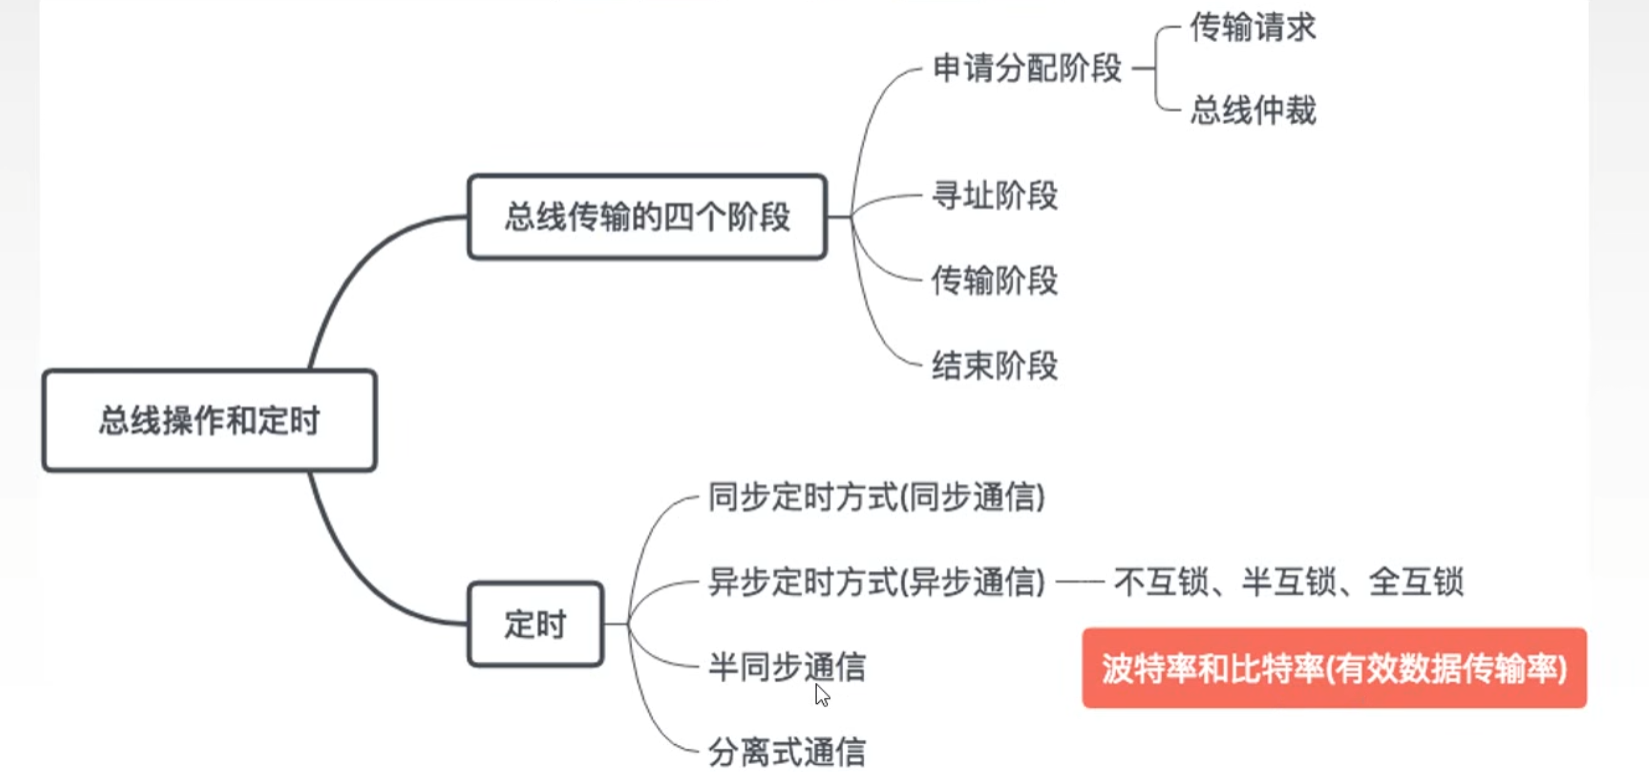 传输请求
申请分配阶段
总线仲裁
寻址阶段
总线传输的四个阶段
传输阶段
结束阶段
总线操作和定时
同步定时方式(同步通信)
异步定时方式(异步通信)
不互锁、半互锁、全互锁
定时
半同步通信
波特率和比特率(有效数据传输率)
分离式通信